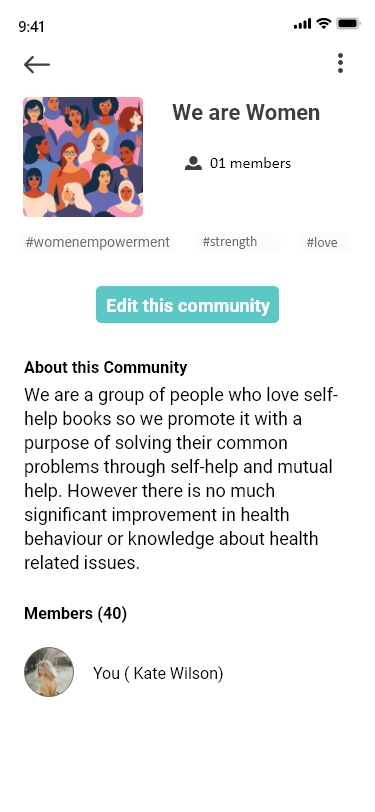 9:41
We are Women
01 members
#womenempowerment #strength #love
Edit this community
About this Community
We are a group of people who love self-
help books so we promote it with a
purpose of solving their common
problems through self-help and mutual
help. However there is no much
significant improvement in health
behaviour or knowledge about health
related issues.
Members (40)
You ( Kate Wilson)